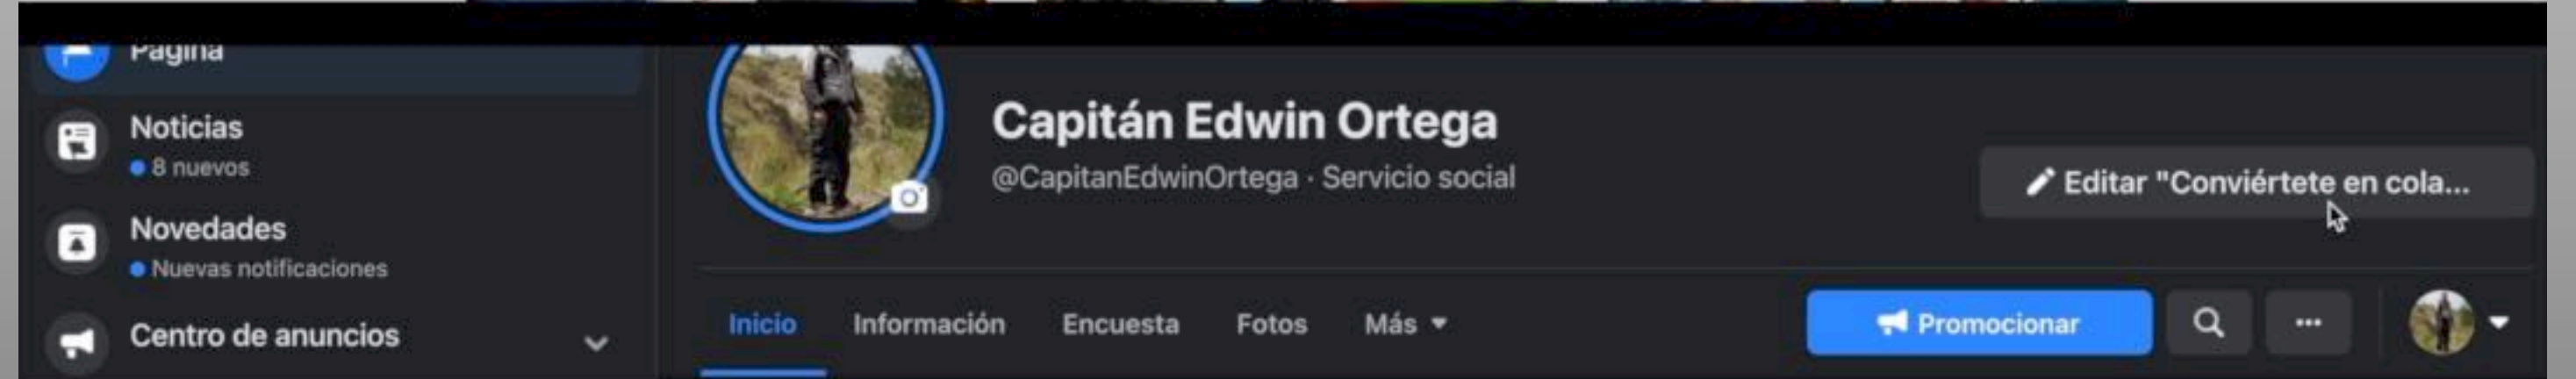 Página
Noticias
8 nuevos
Novedades
Nuevas notificaciones
Centro de anuncios
Capitán Edwin Ortega
@CapitanEdwinOrtega · Servicio social
Editar "Conviértete en cola...
Inicio Información Encuesta Fotos Más
Promocionar